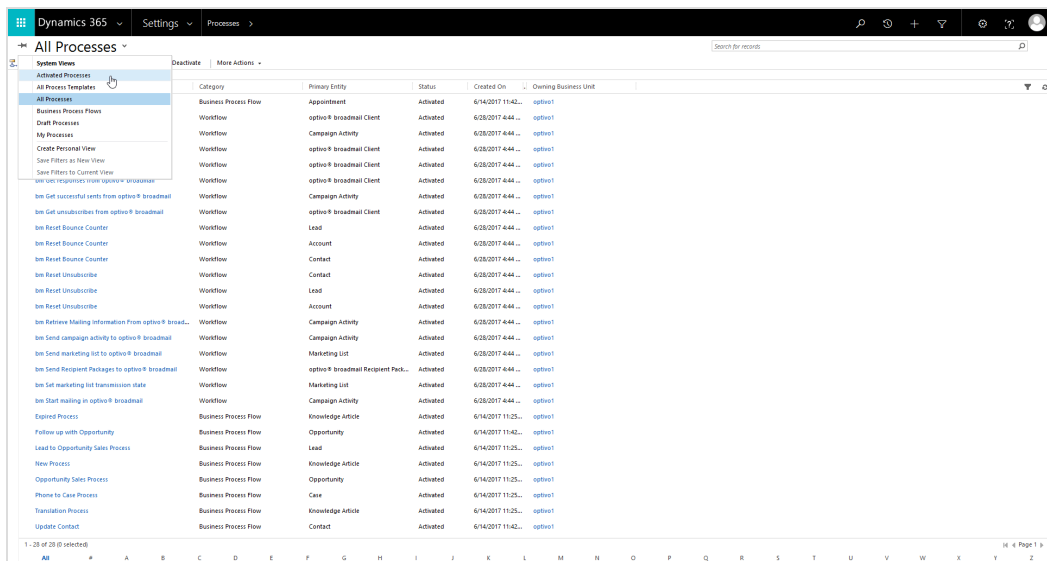 Dynamics 365 Settings Processes
All Processes
Search for records
System Views
Deactivate More Actions
Activated Processes
All Process Templates
Category Primary Entity Status Created On Owning Business Unit
All Processes
Business Process Flow Appointment Activated 6/14/2017 11:42... optivo1
Business Process Flows
Workflow optivo® broadmail Client Activated 6/28/2017 4:44 ... optivo1
Draft Processes
My Processes
Workflow Campaign Activity Activated 6/28/2017 4:44 ... optivo1
Create Personal View
Workflow optivo® broadmail Client Activated 6/28/2017 4:44 ... optivo1
Save Filters as New View
Workflow optivo® broadmail Client Activated 6/28/2017 4:44 ... optivo1
Save Filters to Current View
bm Get responses from optivo® broadmail Workflow optivo® broadmail Client Activated 6/28/2017 4:44 ... optivo1
bm Get successful sents from optivo® broadmail Workflow Campaign Activity Activated 6/28/2017 4:44 ... optivo1
bm Get unsubscribes from optivo® broadmail Workflow optivo® broadmail Client Activated 6/28/2017 4:44 ... optivo1
bm Reset Bounce Counter Workflow Lead Activated 6/28/2017 4:44 ... optivo1
bm Reset Bounce Counter Workflow Account Activated 6/28/2017 4:44 ... optivo1
bm Reset Bounce Counter Workflow Contact Activated 6/28/2017 4:44 ... optivo1
bm Reset Unsubscribe Workflow Contact Activated 6/28/2017 4:44 ... optivo1
bm Reset Unsubscribe Workflow Lead Activated 6/28/2017 4:44 ... optivo1
bm Reset Unsubscribe Workflow Account Activated 6/28/2017 4:44 ... optivo1
bm Retrieve Mailing Information From optivo® broad... Workflow Campaign Activity Activated 6/28/2017 4:44 ... optivo1
bm Send campaign activity to optivo® broadmail Workflow Campaign Activity Activated 6/28/2017 4:44 ... optivo1
bm Send marketing list to optivo® broadmail Workflow Marketing List Activated 6/28/2017 4:44 ... optivo1
bm Send Recipient Packages to optivo® broadmail Workflow optivo® broadmail Recipient Pack... Activated 6/28/2017 4:44 ... optivo1
bm Set marketing list transmission state Workflow Marketing List Activated 6/28/2017 4:44 ... optivo1
bm Start mailing in optivo® broadmail Workflow Campaign Activity Activated 6/28/2017 4:44 ... optivo1
Expired Process Business Process Flow Knowledge Article Activated 6/14/2017 11:25... optivo1
Follow up with Opportunity Business Process Flow Opportunity Activated 6/14/2017 11:42... optivo1
Lead to Opportunity Sales Process Business Process Flow Lead Activated 6/14/2017 11:25... optivo1
New Process Business Process Flow Knowledge Article Activated 6/14/2017 11:25... optivo1
Opportunity Sales Process Business Process Flow Opportunity Activated 6/14/2017 11:25... optivo1
Phone to Case Process Business Process Flow Case Activated 6/14/2017 11:25... optivo1
Translation Process Business Process Flow Knowledge Article Activated 6/14/2017 11:25... optivo1
Update Contact Business Process Flow Contact Activated 6/14/2017 11:42... optivo1
1 - 28 of 28 (0 selected) Page 1
All # A B C D E F G H I J K L M N O P Q R S T U V W X Y Z